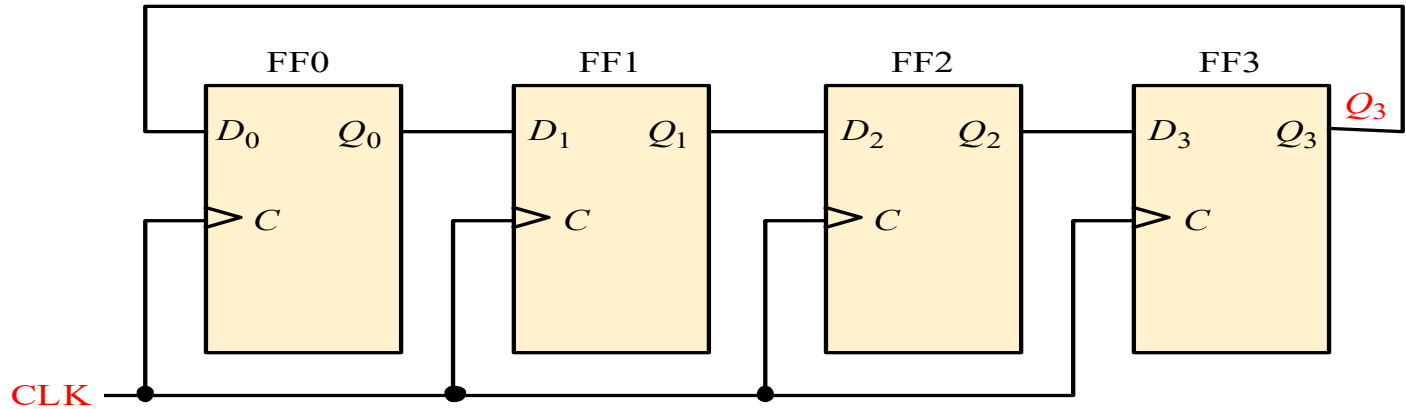 FF0 FF1 FF2 FF3
Q₃
D₀ Q₀ D₁ Q₁ D₂ Q₂ D₃ Q₃
C C C C
CLK